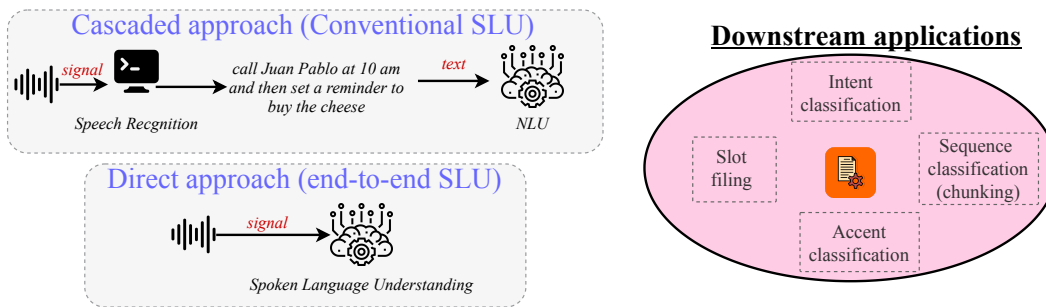 Cascaded approach (Conventional SLU)
signal
call Juan Pablo at 10 am
and then set a reminder to
buy the cheese
text
Speech Recgnition
NLU
Direct approach (end-to-end SLU)
signal
Spoken Language Understanding
Downstream applications
Intent
classification
Slot
filing
Sequence
classification
(chunking)
Accent
classification